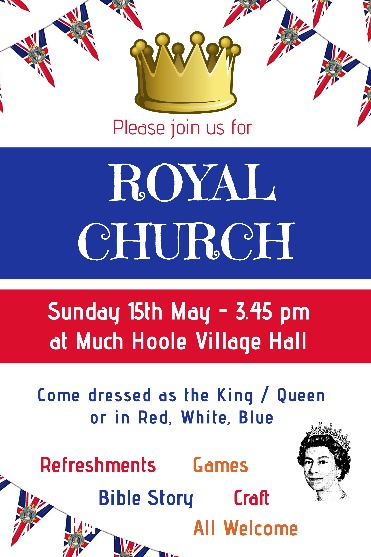 Please join us for
ROYAL
CHURCH
Sunday 15th May - 3.45 pm
at Much Hoole Village Hall
Come dressed as the King / Queen
or in Red, White, Blue
Refreshments Games
Bible Story Craft
All Welcome